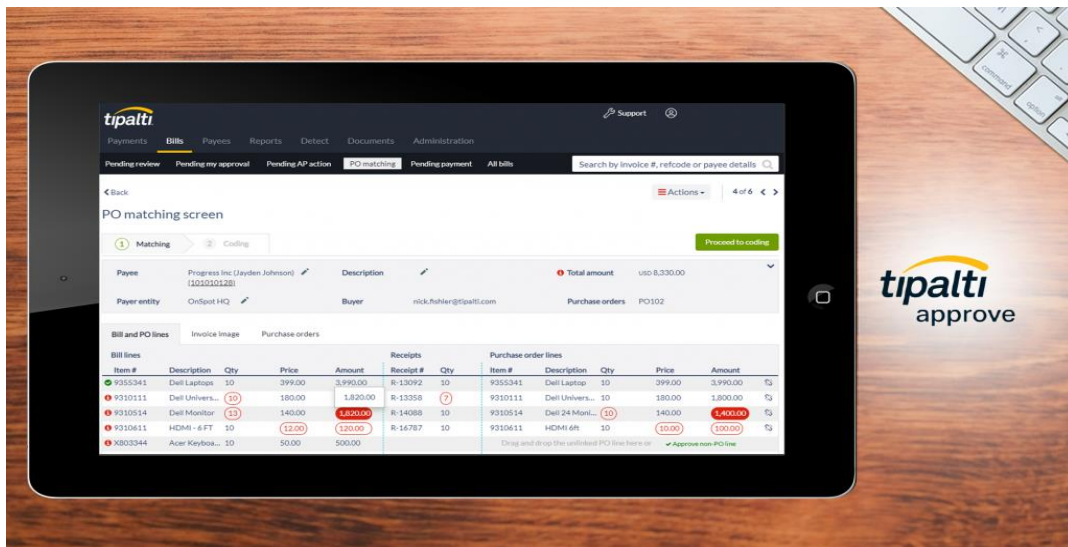 tipalti
Support
Payments Bills Payees Reports Detect Documents Administration
Pending review Pending my approval Pending AP action PO matching Pending payment All bills Search by invoice #, refcode or payee details
Back Actions 4 of 6
PO matching screen
1 Matching 2 Coding Proceed to coding
Payee Progress Inc (Jayden Johnson) Description Total amount USD 8,330.00
(101010128)
Payer entity OnSpot HQ Buyer nick.fishler@tipalti.com Purchase orders PO102
Bill and PO lines Invoice image Purchase orders
Bill lines Receipts Purchase order lines
Item # Description Qty Price Amount Receipt # Qty Item # Description Qty Price Amount
9355341 Dell Laptops 10 399.00 3,990.00 R-13092 10 9355341 Dell Laptop 10 399.00 3,990.00
9310111 Dell Univers... 10 180.00 1,820.00 R-13358 7 9310111 Dell Univers... 10 180.00 1,800.00
9310514 Dell Monitor 13 140.00 1,820.00 R-14088 10 9310514 Dell 24 Moni... 10 140.00 1,400.00
9310611 HDMI - 6 FT 10 12.00 120.00 R-16787 10 9310611 HDMI 6ft 10 10.00 100.00
X803344 Acer Keyboa... 10 50.00 500.00 Drag and drop the unlinked PO line here or Approve non-PO line
tipalti
approve
command
option